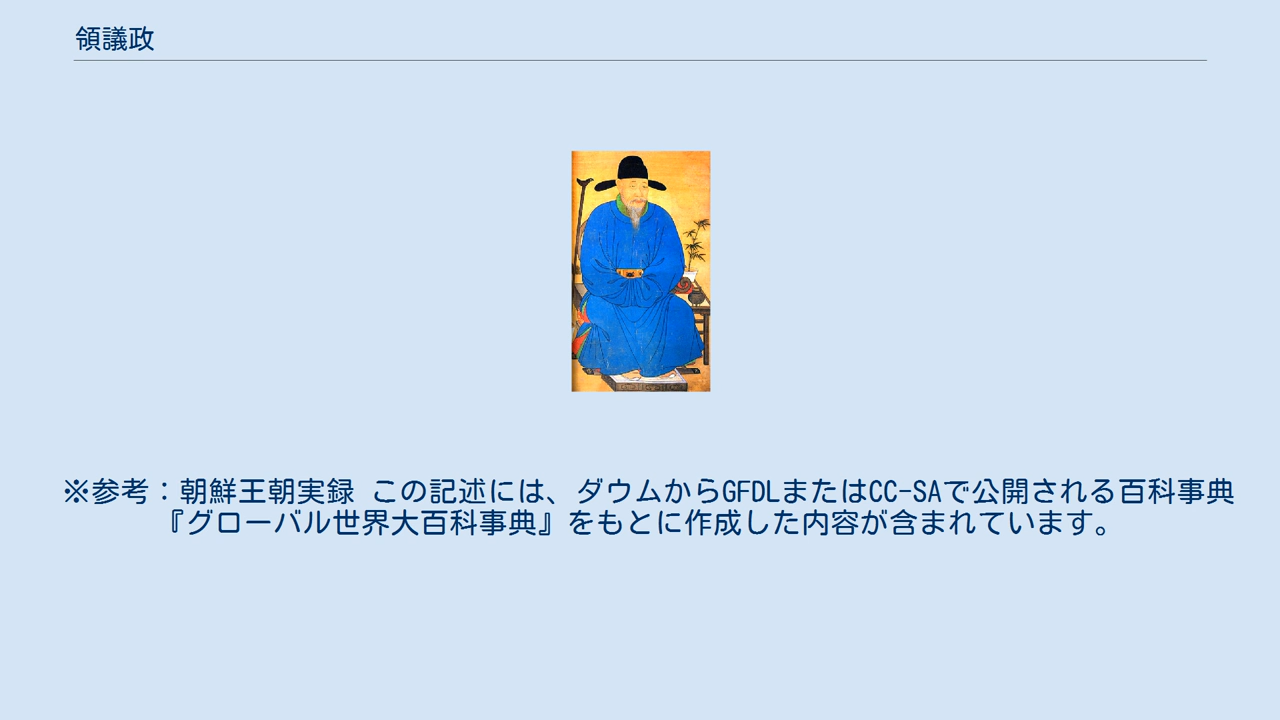 領議政
※参考：朝鮮王朝実録 この記述には、ダウムからGFDLまたはCC-SAで公開される百科事典
『グローバル世界大百科事典』をもとに作成した内容が含まれています。